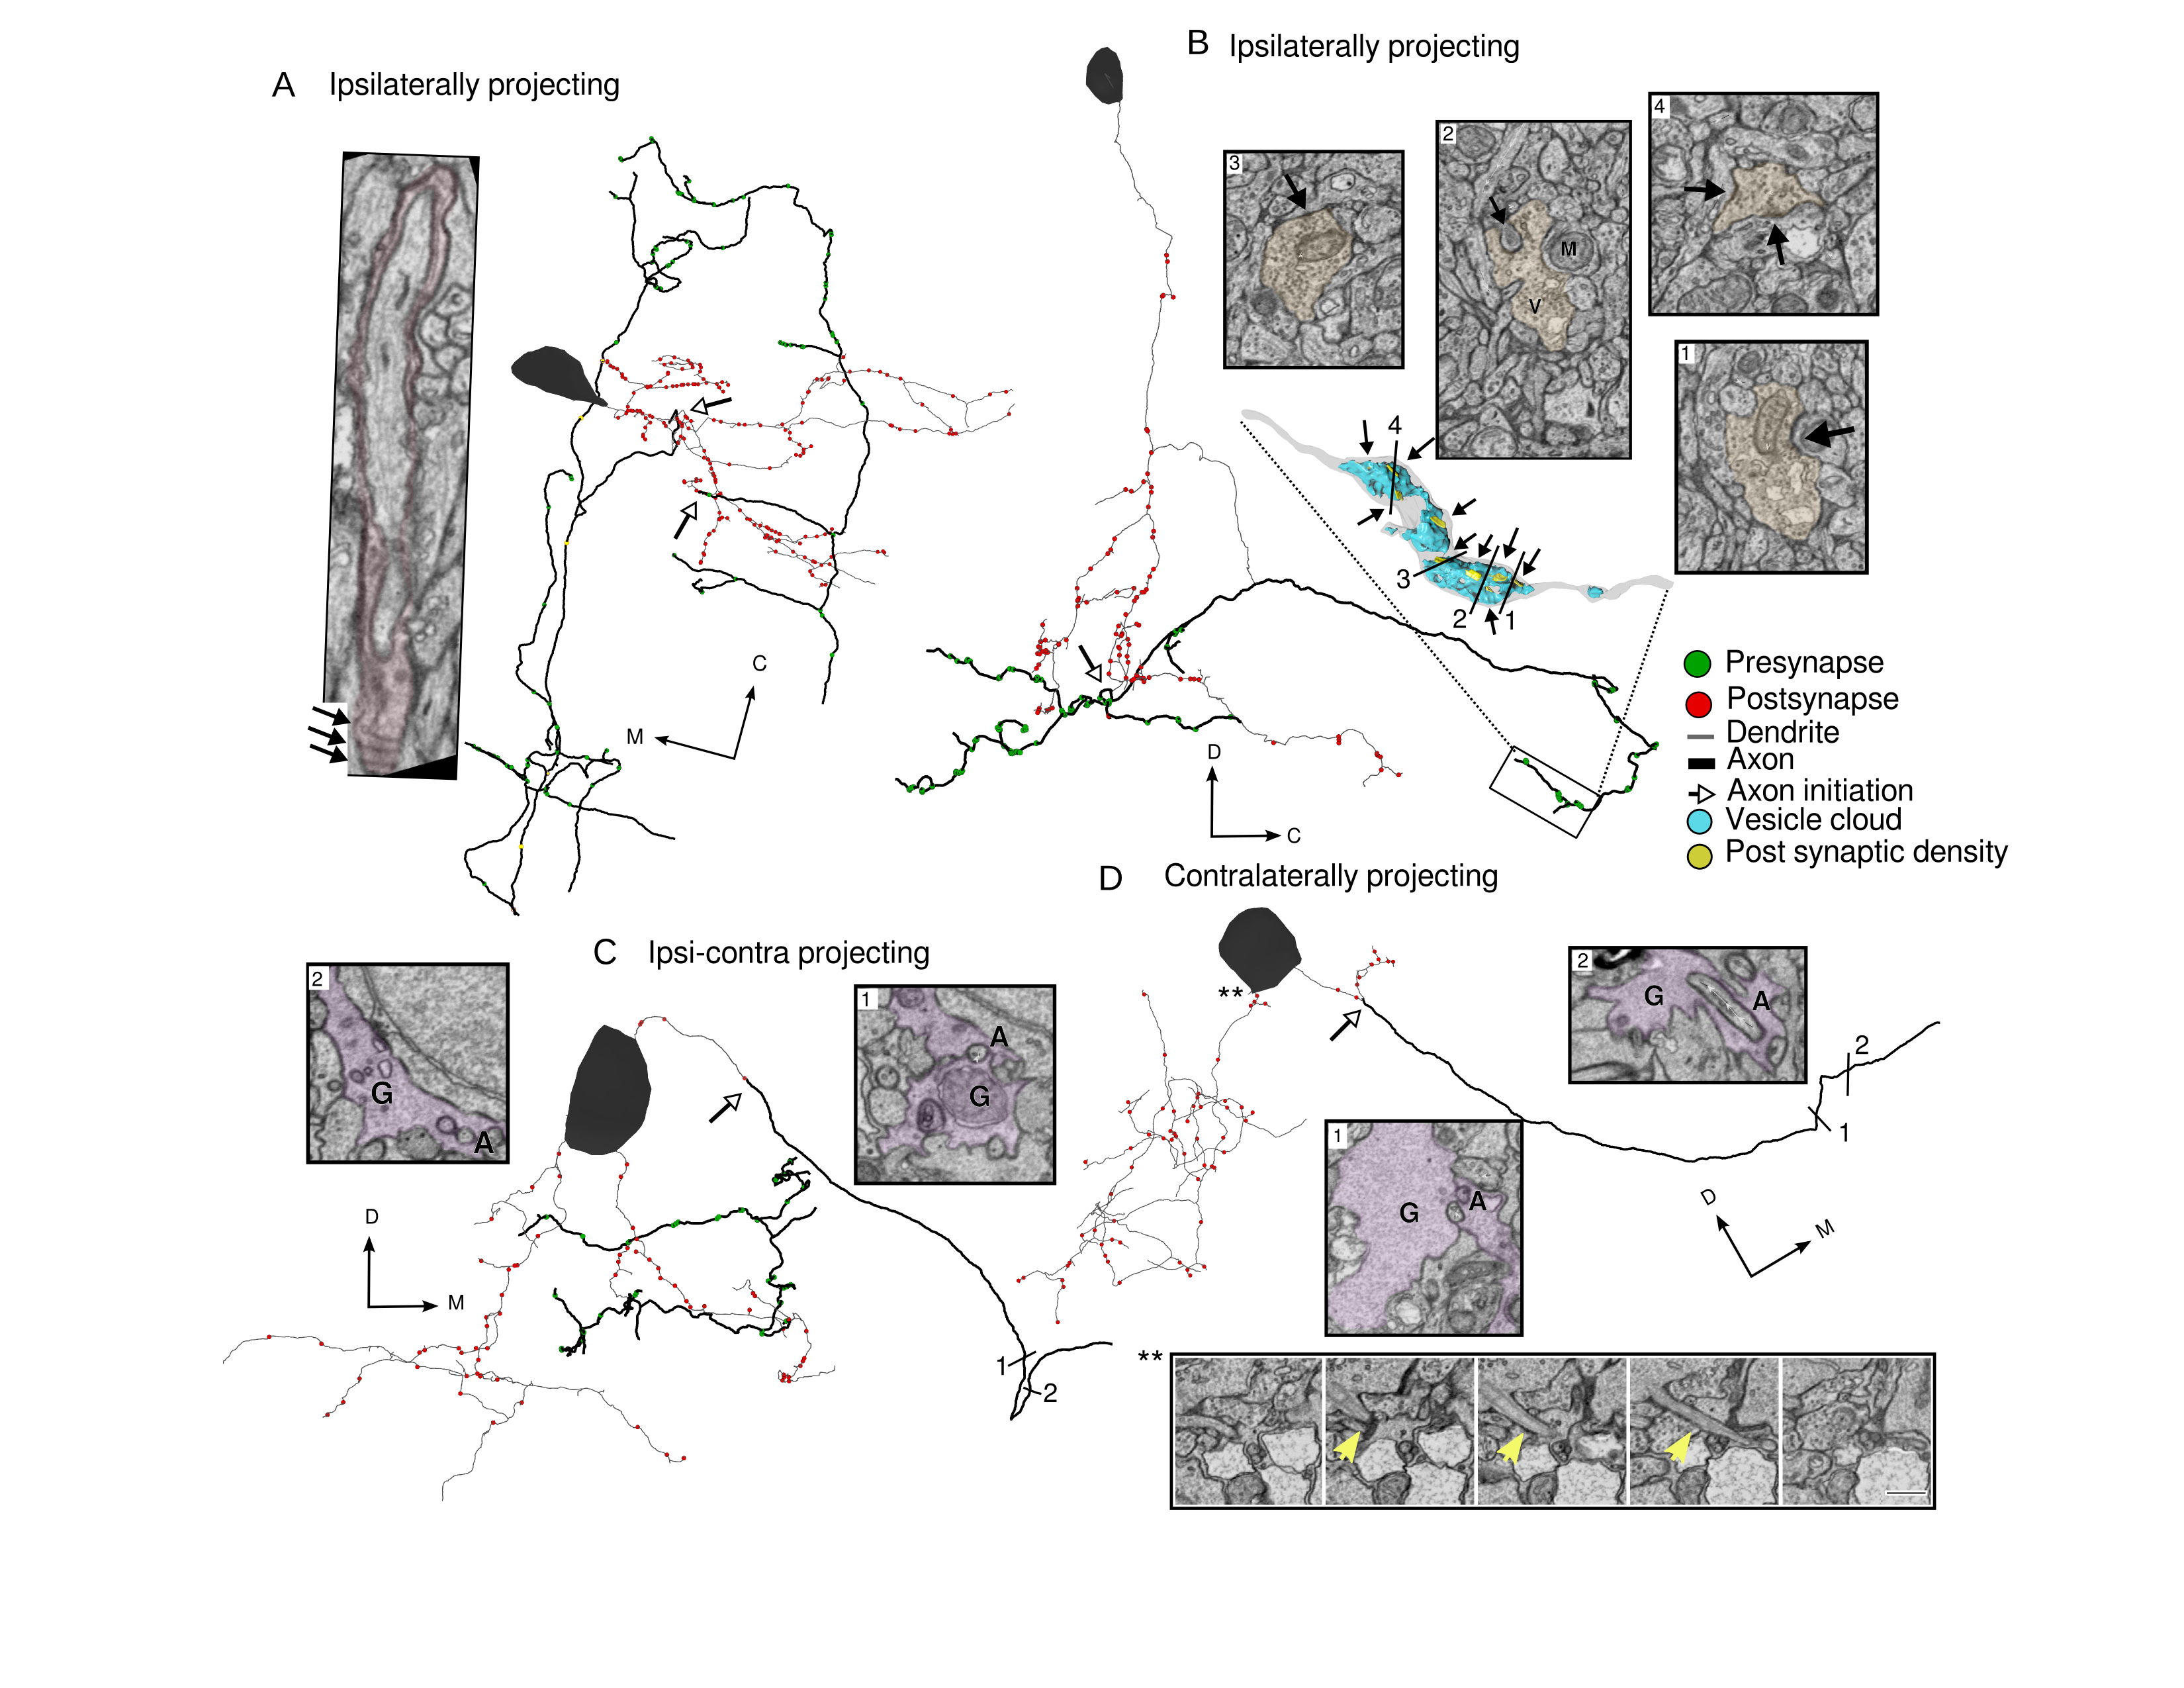 A Ipsilaterally projecting
C
M
B Ipsilaterally projecting
3
2
M
V
4
1
4
3
2
1
D
C
Presynapse
Postsynapse
Dendrite
Axon
Axon initiation
Vesicle cloud
Post synaptic density
C Ipsi-contra projecting
2
G
A
1
A
G
D
M
1
2
D Contralaterally projecting
**
2
G
A
2
1
1
G
A
D
M
**